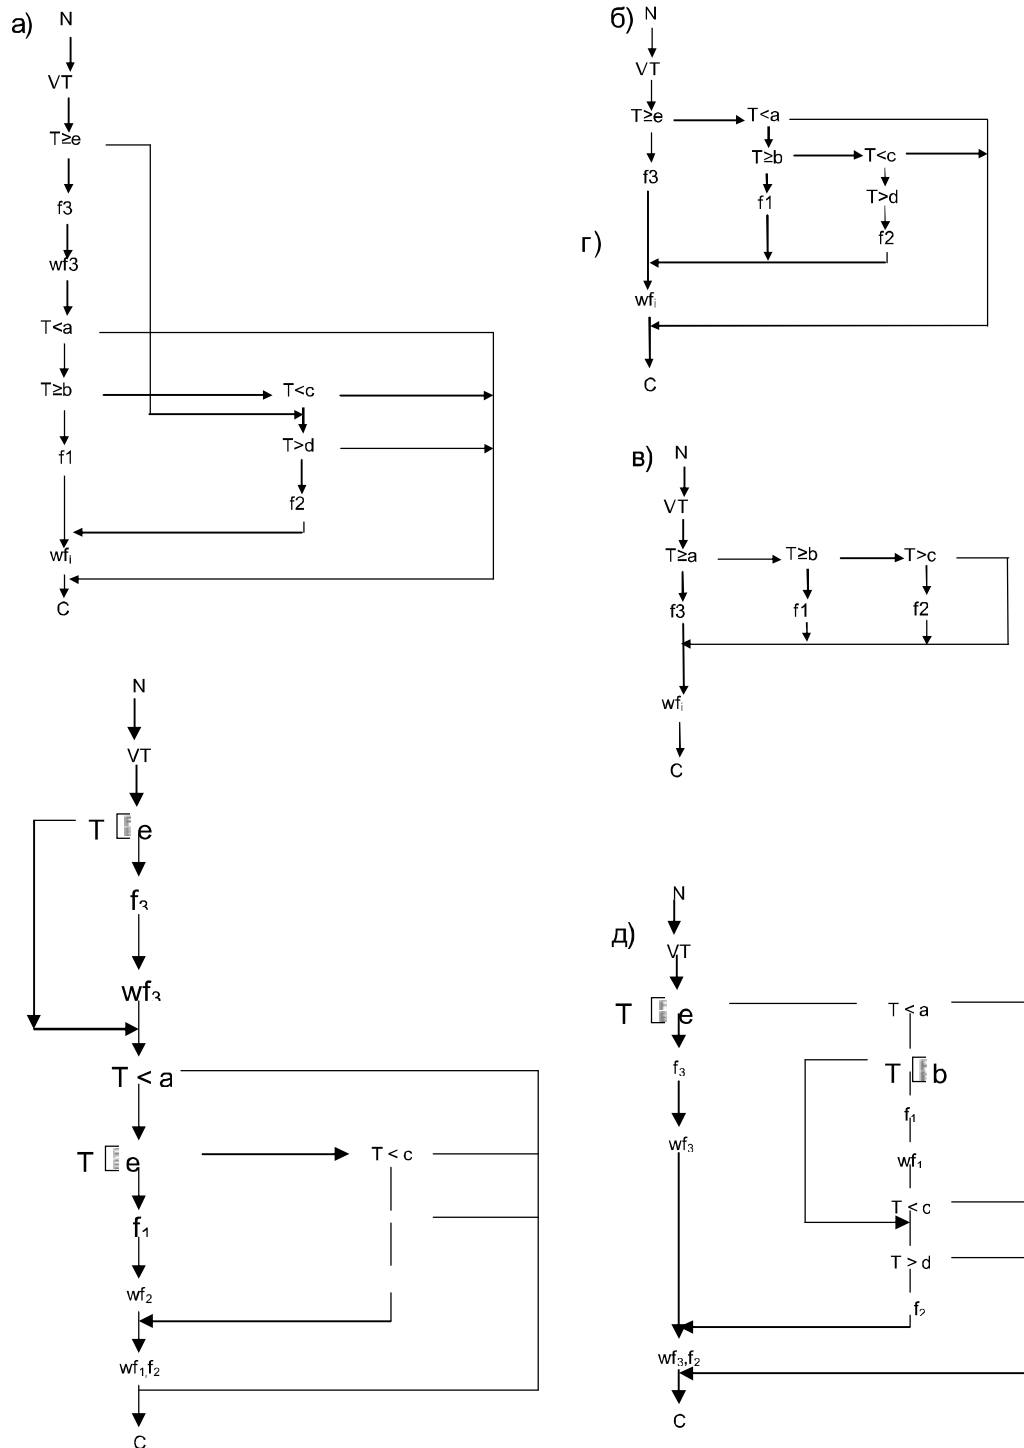 а)
N
VT
T≥e
f3
wf3
T<a
T≥b
T<c
T>d
f1
f2
wfi
C
б)
N
VT
T≥e
T<a
T≥b
T<c
f3
f1
T>d
f2
г)
wfi
C
в)
N
VT
T≥a
T≥b
T>c
f3
f1
f2
wfi
C
N
VT
T e
f3
wf3
T < a
T e
T < c
f1
wf2
wf1,f2
C
д)
N
VT
T e
T < a
T b
f3
f1
wf3
wf1
T < c
T > d
f2
wf3,f2
C